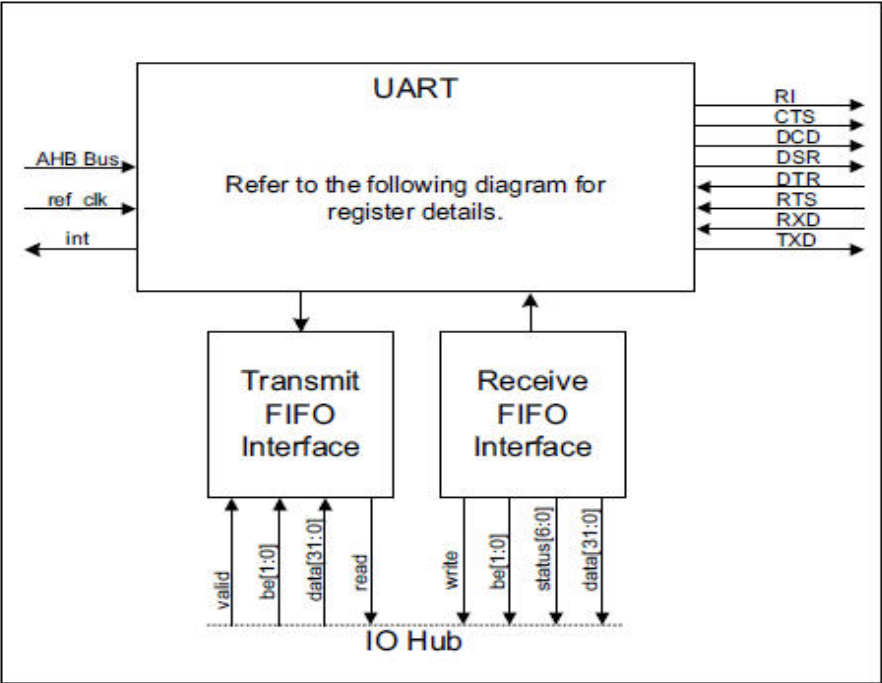 UART
Refer to the following diagram for
register details.
AHB Bus
ref_clk
int
RI
CTS
DCD
DSR
DTR
RTS
RXD
TXD
Transmit
FIFO
Interface
Receive
FIFO
Interface
valid
be[1:0]
data[31:0]
read
write
be[1:0]
status[6:0]
data[31:0]
IO Hub